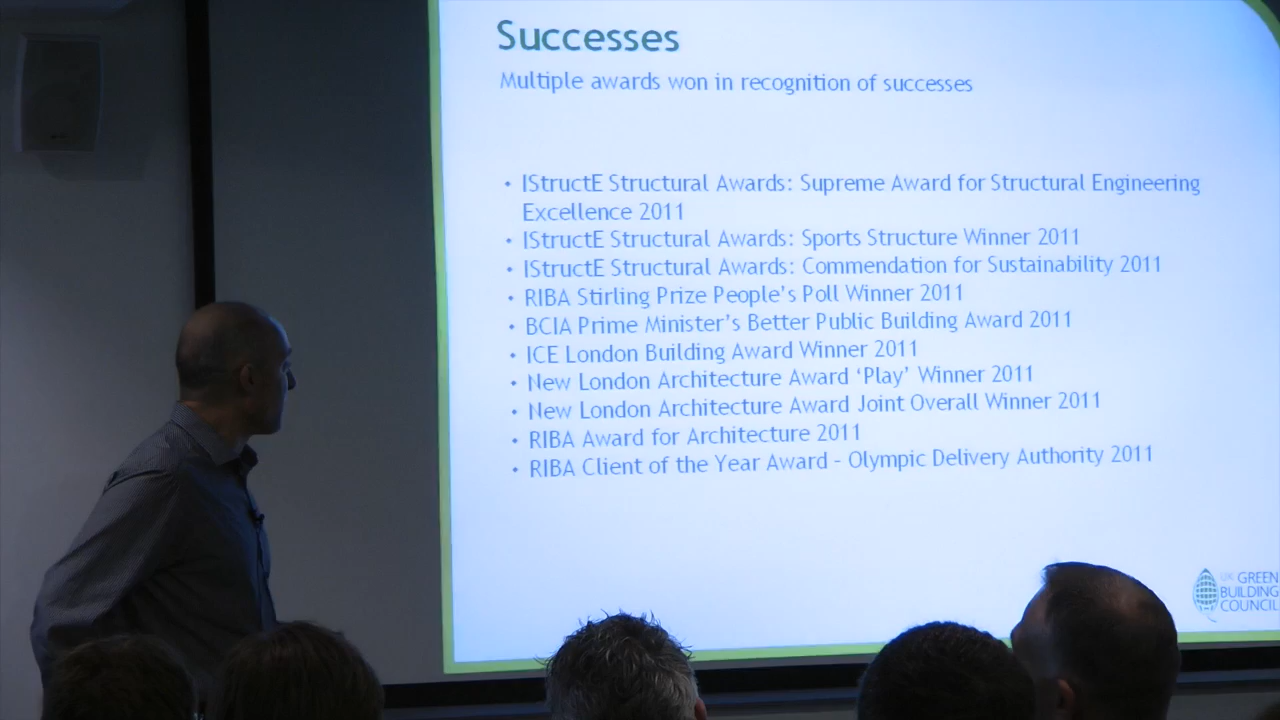 Successes
Multiple awards won in recognition of successes
• IStructE Structural Awards: Supreme Award for Structural Engineering
Excellence 2011
• IStructE Structural Awards: Sports Structure Winner 2011
• IStructE Structural Awards: Commendation for Sustainability 2011
• RIBA Stirling Prize People's Poll Winner 2011
• BCIA Prime Minister's Better Public Building Award 2011
• ICE London Building Award Winner 2011
• New London Architecture Award ‘Play’ Winner 2011
• New London Architecture Award Joint Overall Winner 2011
• RIBA Award for Architecture 2011
• RIBA Client of the Year Award – Olympic Delivery Authority 2011
UK GREEN
BUILDING
COUNCIL